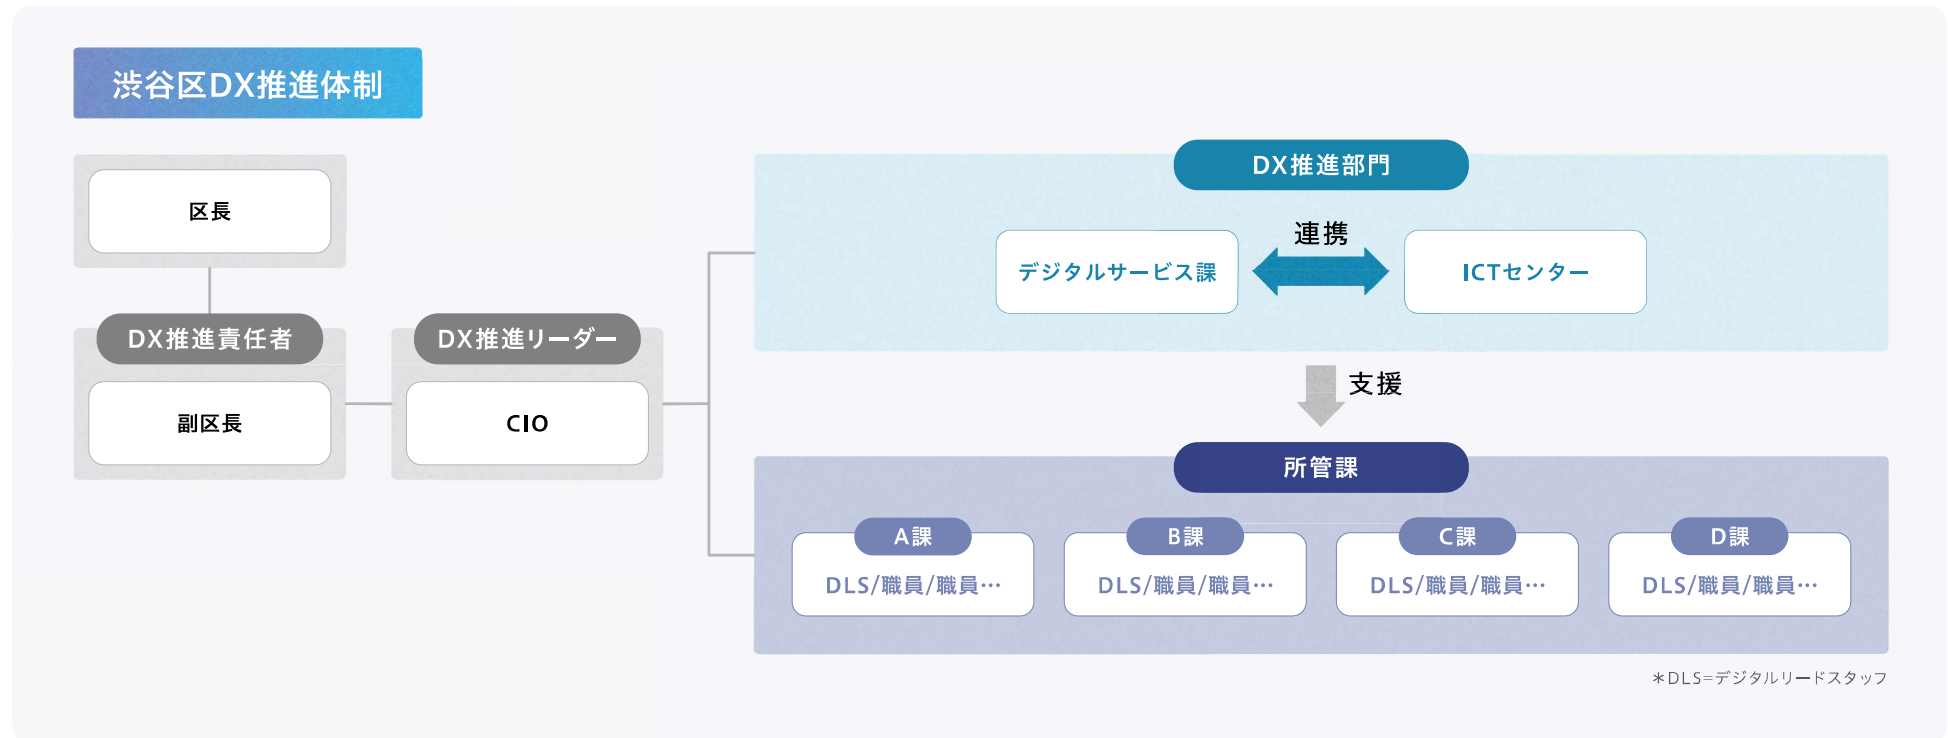 渋谷区DX推進体制
区長
DX推進責任者
副区長
DX推進リーダー
CIO
DX推進部門
デジタルサービス課
連携
ICTセンター
支援
所管課
A課
DLS/職員/職員…
B課
DLS/職員/職員…
C課
DLS/職員/職員…
D課
DLS/職員/職員…
＊DLS=デジタルリードスタッフ